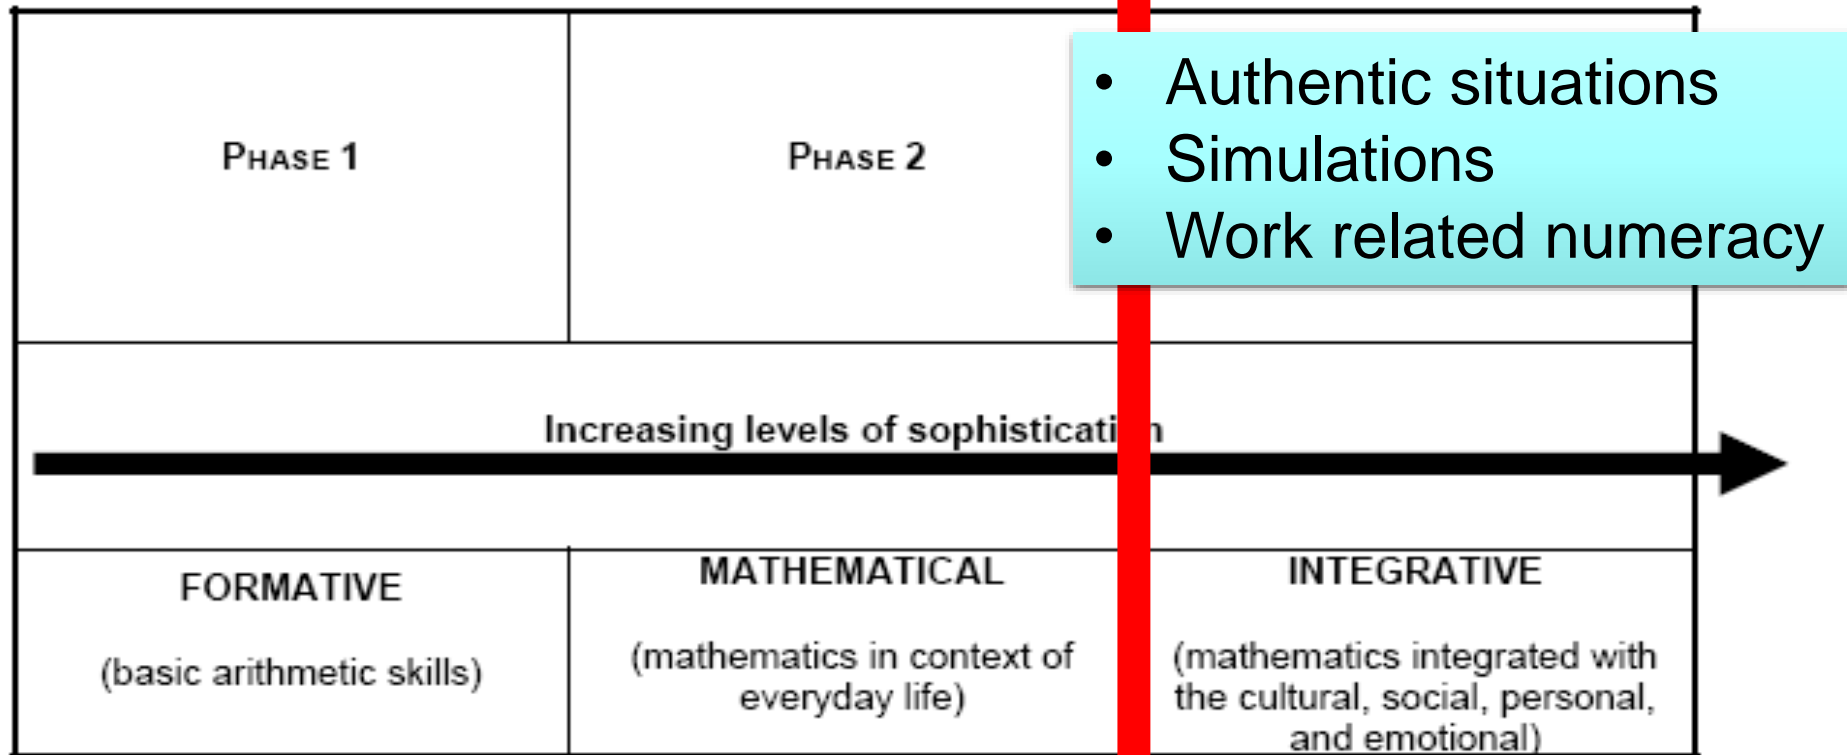 PHASE 1
PHASE 2
• Authentic situations
• Simulations
• Work related numeracy
Increasing levels of
FORMATIVE
(basic arithmetic skills)
MATHEMATICAL
(mathematics in context of
everyday life)
INTEGRATIVE
(mathematics integrated with
the cultural, social, personal,
and emotional)